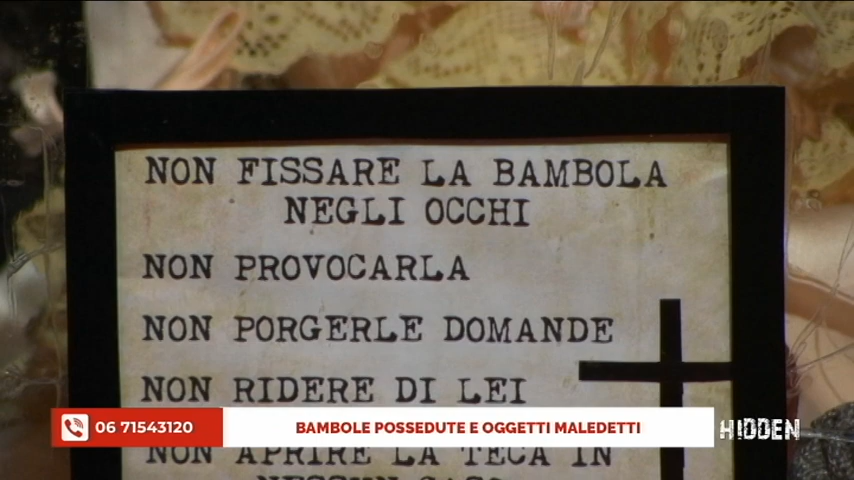 NON FISSARE LA BAMBOLA
NEGLI OCCHI
NON PROVOCARLA
NON PORGERLE DOMANDE
NON RIDERE DI LEI
06 71543120
BAMBOLE POSSEDUTE E OGGETTI MALEDETTI
HIDDEN
NON APRIRE LA TECA IN